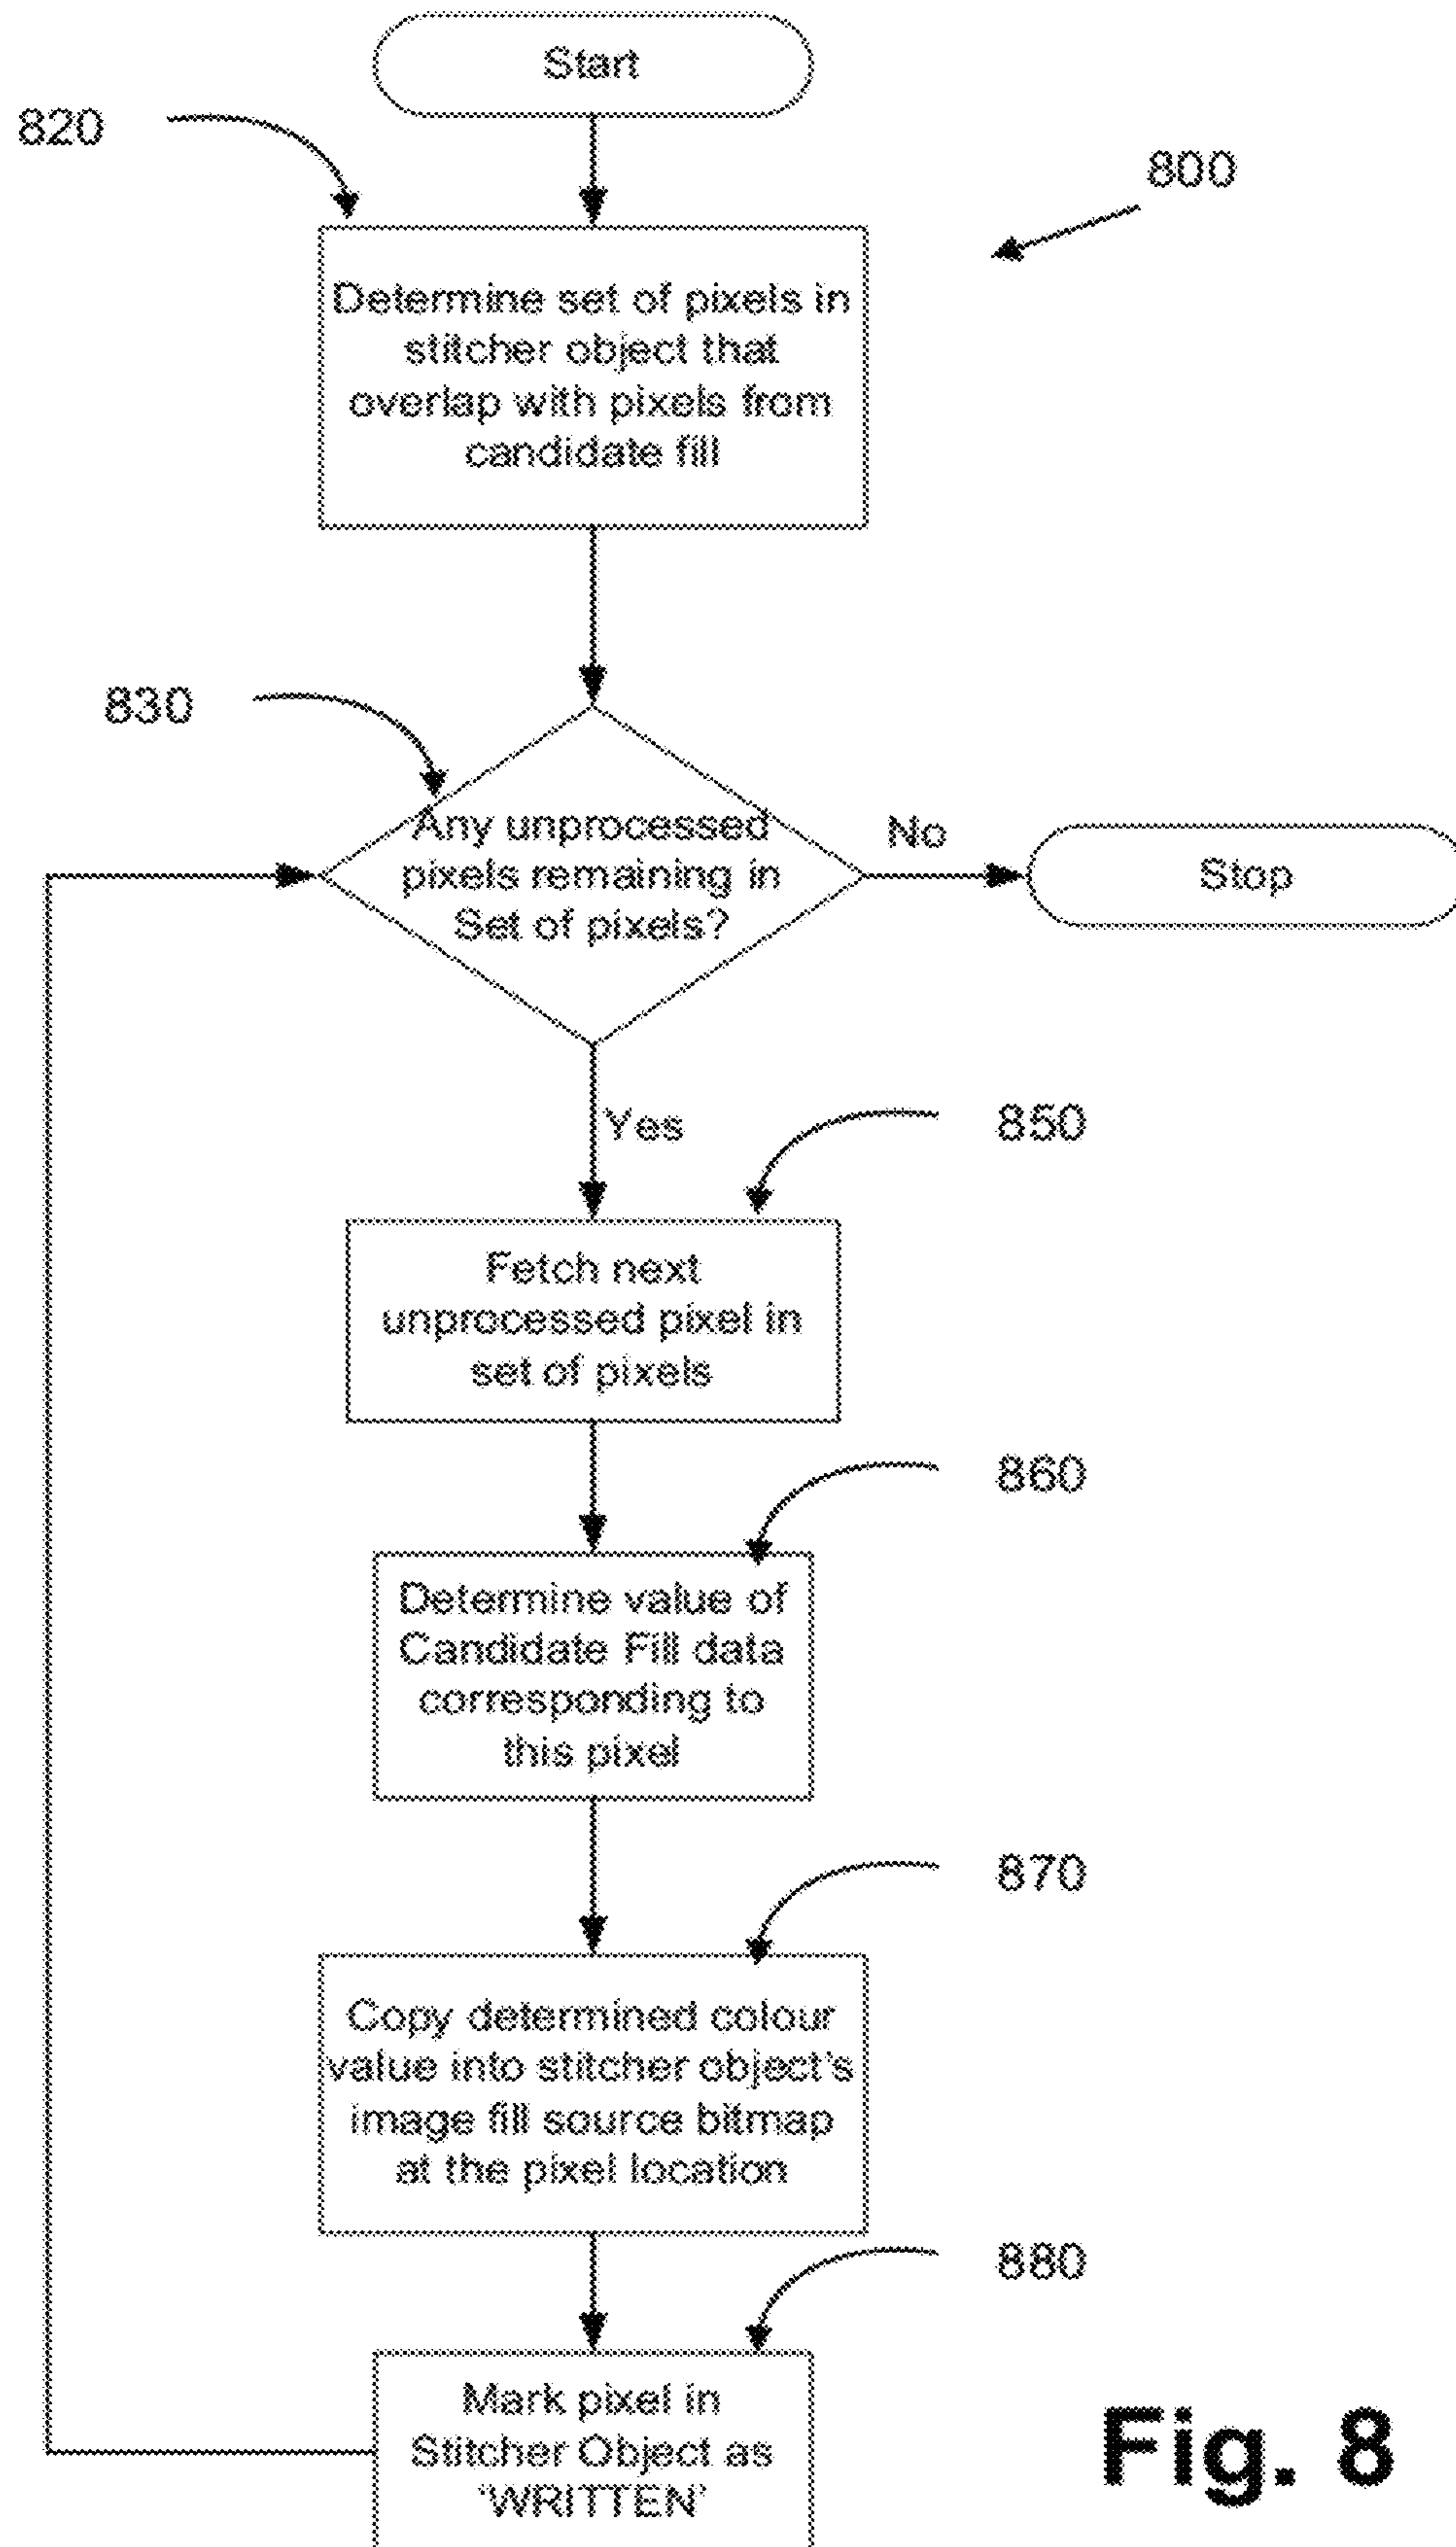 Start
820
800
Determine set of pixels in
stitcher object that
overlap with pixels from
candidate fill
830
Any unprocessed
pixels remaining in
Set of pixels?
No
Stop
Yes
850
Fetch next
unprocessed pixel in
set of pixels
860
Determine value of
Candidate Fill data
corresponding to
this pixel
870
Copy determined colour
value into stitcher object's
image fill source bitmap
at the pixel location
880
Mark pixel in
Stitcher Object as
'WRITTEN'
Fig. 8